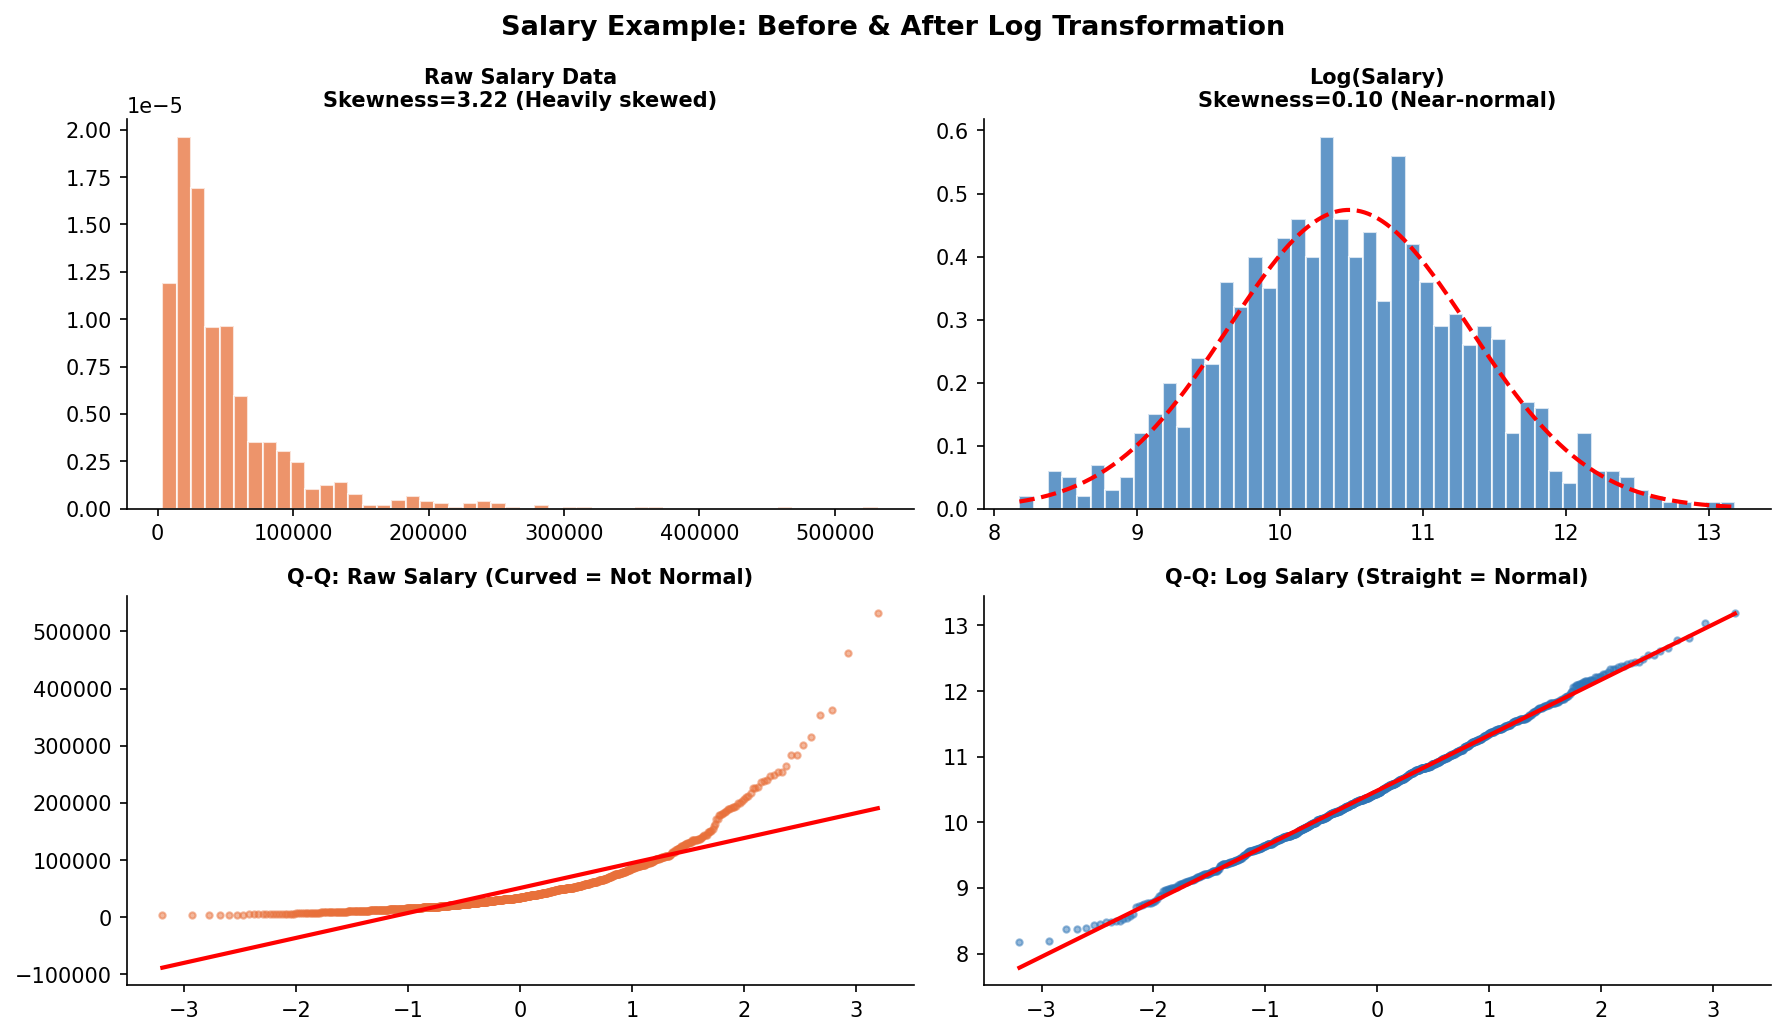 Salary Example: Before & After Log Transformation
Raw Salary Data
Skewness=3.22 (Heavily skewed)
1e−5
2.00
1.75
1.50
1.25
1.00
0.75
0.50
0.25
0.00
0 100000 200000 300000 400000 500000
Log(Salary)
Skewness=0.10 (Near-normal)
0.6
0.5
0.4
0.3
0.2
0.1
0.0
8 9 10 11 12 13
Q-Q: Raw Salary (Curved = Not Normal)
500000
400000
300000
200000
100000
0
−100000
−3 −2 −1 0 1 2 3
Q-Q: Log Salary (Straight = Normal)
13
12
11
10
9
8
−3 −2 −1 0 1 2 3